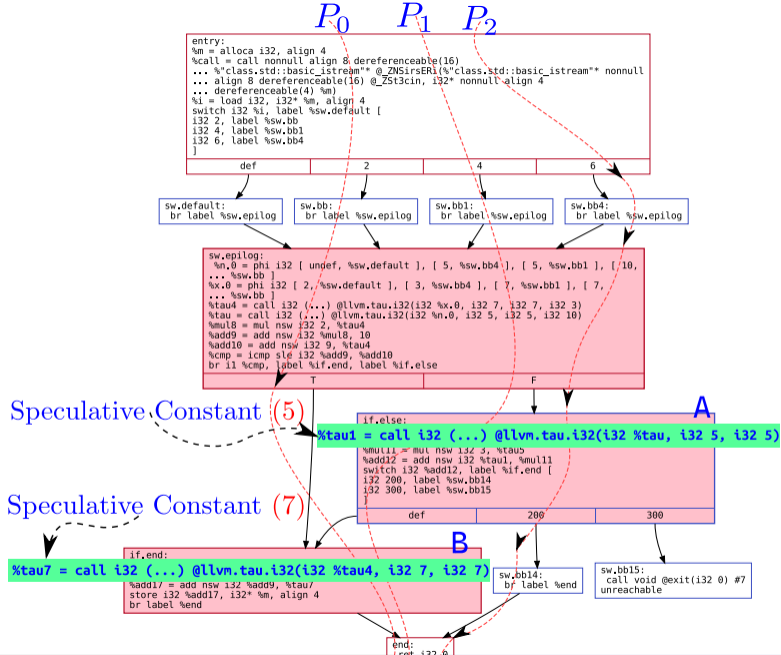 P0 P1 P2
entry:
%m = alloca i32, align 4
%call = call nonnull align 8 dereferenceable(16)
... %"class.std::basic_istream"* @_ZNSirsERi(%"class.std::basic_istream"* nonnull
... align 8 dereferenceable(16) @_ZSt3cin, i32* nonnull align 4
... dereferenceable(4) %m)
%i = load i32, i32* %m, align 4
switch i32 %i, label %sw.default [
i32 2, label %sw.bb
i32 4, label %sw.bb1
i32 6, label %sw.bb4
]
def 2 4 6
sw.default:
br label %sw.epilog
sw.bb:
br label %sw.epilog
sw.bb1:
br label %sw.epilog
sw.bb4:
br label %sw.epilog
sw.epilog:
%n.0 = phi i32 [ undef, %sw.default ], [ 5, %sw.bb4 ], [ 5, %sw.bb1 ], [ 10,
... %sw.bb ]
%x.0 = phi i32 [ 2, %sw.default ], [ 3, %sw.bb4 ], [ 7, %sw.bb1 ], [ 7,
... %sw.bb ]
%tau4 = call i32 (...) @llvm.tau.i32(i32 %x.0, i32 7, i32 7, i32 3)
%tau = call i32 (...) @llvm.tau.i32(i32 %n.0, i32 5, i32 5, i32 10)
%mul8 = mul nsw i32 2, %tau4
%add9 = add nsw i32 %mul8, 10
%add10 = add nsw i32 9, %tau4
%cmp = icmp sle i32 %add9, %add10
br i1 %cmp, label %if.end, label %if.else
T F
Speculative Constant (5)
A
if.else:
%tau1 = call i32 (...) @llvm.tau.i32(i32 %tau, i32 5, i32 5)
%mul11 = mul nsw i32 3, %tau5
%add12 = add nsw i32 %tau1, %mul11
switch i32 %add12, label %if.end [
i32 200, label %sw.bb14
i32 300, label %sw.bb15
]
def 200 300
Speculative Constant (7)
B
if.end:
%tau7 = call i32 (...) @llvm.tau.i32(i32 %tau4, i32 7, i32 7)
%add17 = add nsw i32 %add9, %tau7
store i32 %add17, i32* %m, align 4
br label %end
sw.bb14:
br label %end
sw.bb15:
call void @exit(i32 0) #7
unreachable
end:
ret i32 0